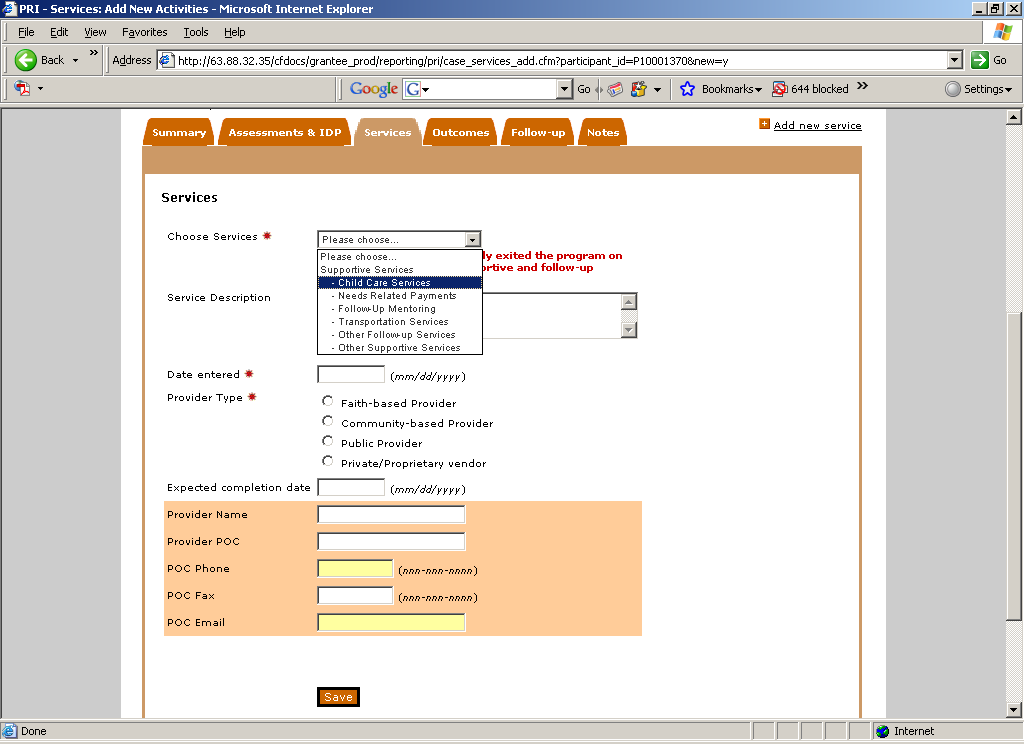 PRI - Services: Add New Activities - Microsoft Internet Explorer
File Edit View Favorites Tools Help
Back » Address http://63.88.32.35/cfdocs/grantee_prod/reporting/pri/case_services_add.cfm?participant_id=P10001370&new=y Go
Google G Go Bookmarks 644 blocked » Settings
Summary Assessments & IDP Services Outcomes Follow-up Notes Add new service
Services
Choose Services Please choose...
Please choose... ly exited the program on
Supportive Services ortive and follow-up
- Child Care Services
Service Description - Needs Related Payments
- Follow-Up Mentoring
- Transportation Services
- Other Follow-up Services
- Other Supportive Services
Date entered (mm/dd/yyyy)
Provider Type Faith-based Provider
Community-based Provider
Public Provider
Private/Proprietary vendor
Expected completion date (mm/dd/yyyy)
Provider Name
Provider POC
POC Phone (nnn-nnn-nnnn)
POC Fax (nnn-nnn-nnnn)
POC Email
Save
Done Internet